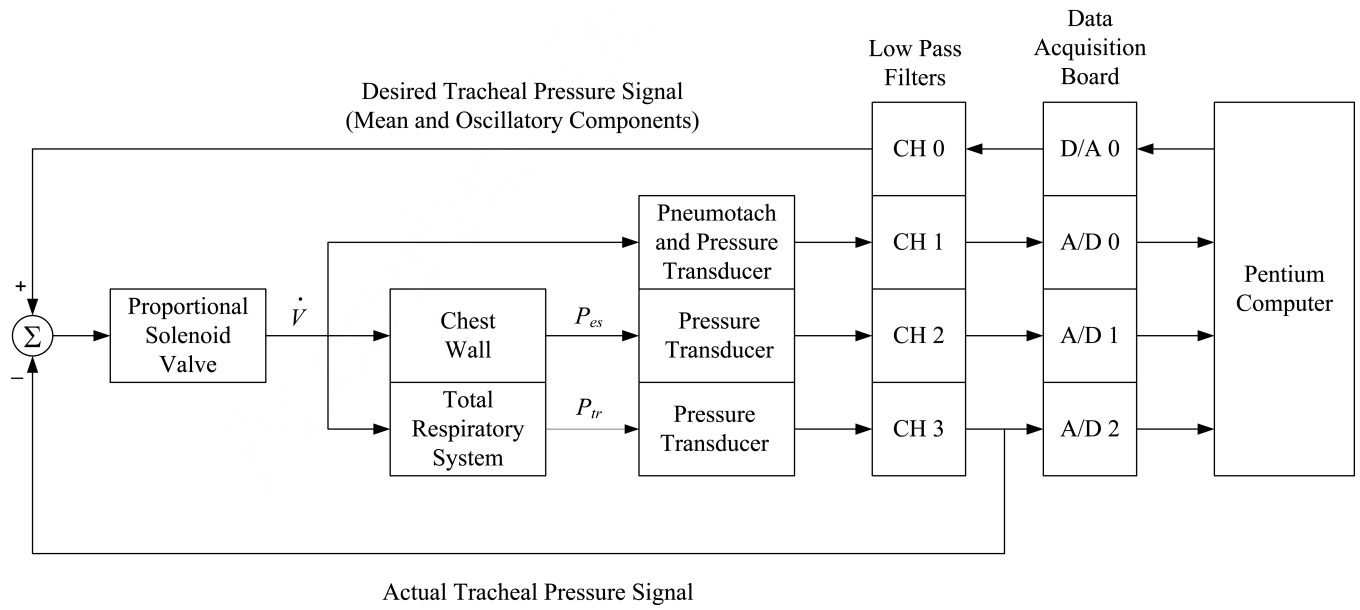 Data
Acquisition
Board
Low Pass
Filters
Desired Tracheal Pressure Signal
(Mean and Oscillatory Components)
CH 0
D/A 0
Pneumotach
and Pressure
Transducer
CH 1
A/D 0
Pentium
Computer
+
Σ
−
Proportional
Solenoid
Valve
V̇
Chest
Wall
Pes
Pressure
Transducer
CH 2
A/D 1
Total
Respiratory
System
Ptr
Pressure
Transducer
CH 3
A/D 2
Actual Tracheal Pressure Signal